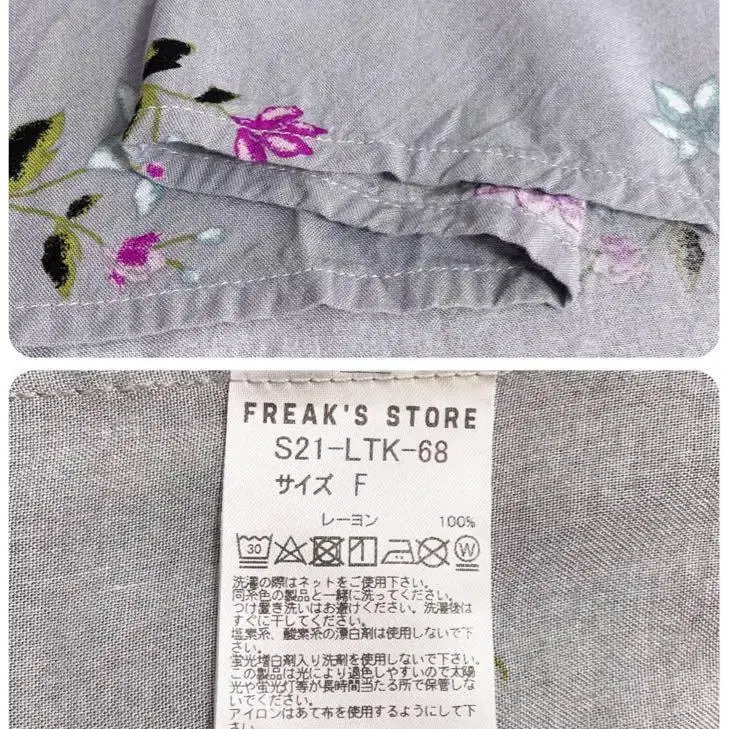 FREAK'S STORE
S21-LTK-68
サイズ F
レーヨン 100%
30
W
洗濯の際はネットをご使用下さい。
同系色の製品と一緒に洗ってください。
つけ置き洗いはお避けください。洗濯後は
すぐに干してください。
塩素系、酸素系の漂白剤は使用しないで下
さい。
蛍光増白剤入り洗剤を使用しないで下さい。
この製品は光により退色しやすいので太陽
光や蛍光灯等が長時間当たる所で保管しな
いでください。
アイロンはあて布を使用するようにして下
さい。